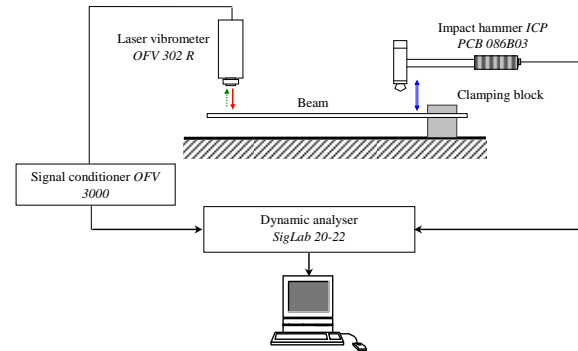 Laser vibrometer
OFV 302 R
Impact hammer ICP
PCB 086B03
Beam
Clamping block
Signal conditioner OFV
3000
Dynamic analyser
SigLab 20-22